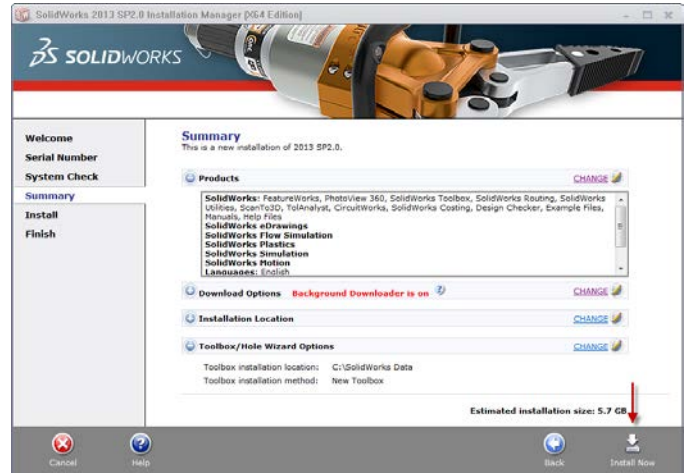 SolidWorks 2013 SP2.0 Installation Manager [X64 Edition]
SOLIDWORKS
Welcome
Serial Number
System Check
Summary
Install
Finish
Summary
This is a new installation of 2013 SP2.0.
Products CHANGE
SolidWorks: FeatureWorks, PhotoView 360, SolidWorks Toolbox, SolidWorks Routing, SolidWorks
Utilities, ScanTo3D, TolAnalyst, CircuitWorks, SolidWorks Costing, Design Checker, Example Files,
Manuals, Help Files
SolidWorks eDrawings
SolidWorks Flow Simulation
SolidWorks Plastics
SolidWorks Simulation
SolidWorks Motion
Languages: English
Download Options Background Downloader is on CHANGE
Installation Location CHANGE
Toolbox/Hole Wizard Options CHANGE
Toolbox installation location: C:\SolidWorks Data
Toolbox installation method: New Toolbox
Estimated installation size: 5.7 GB
Cancel Help Back Install Now